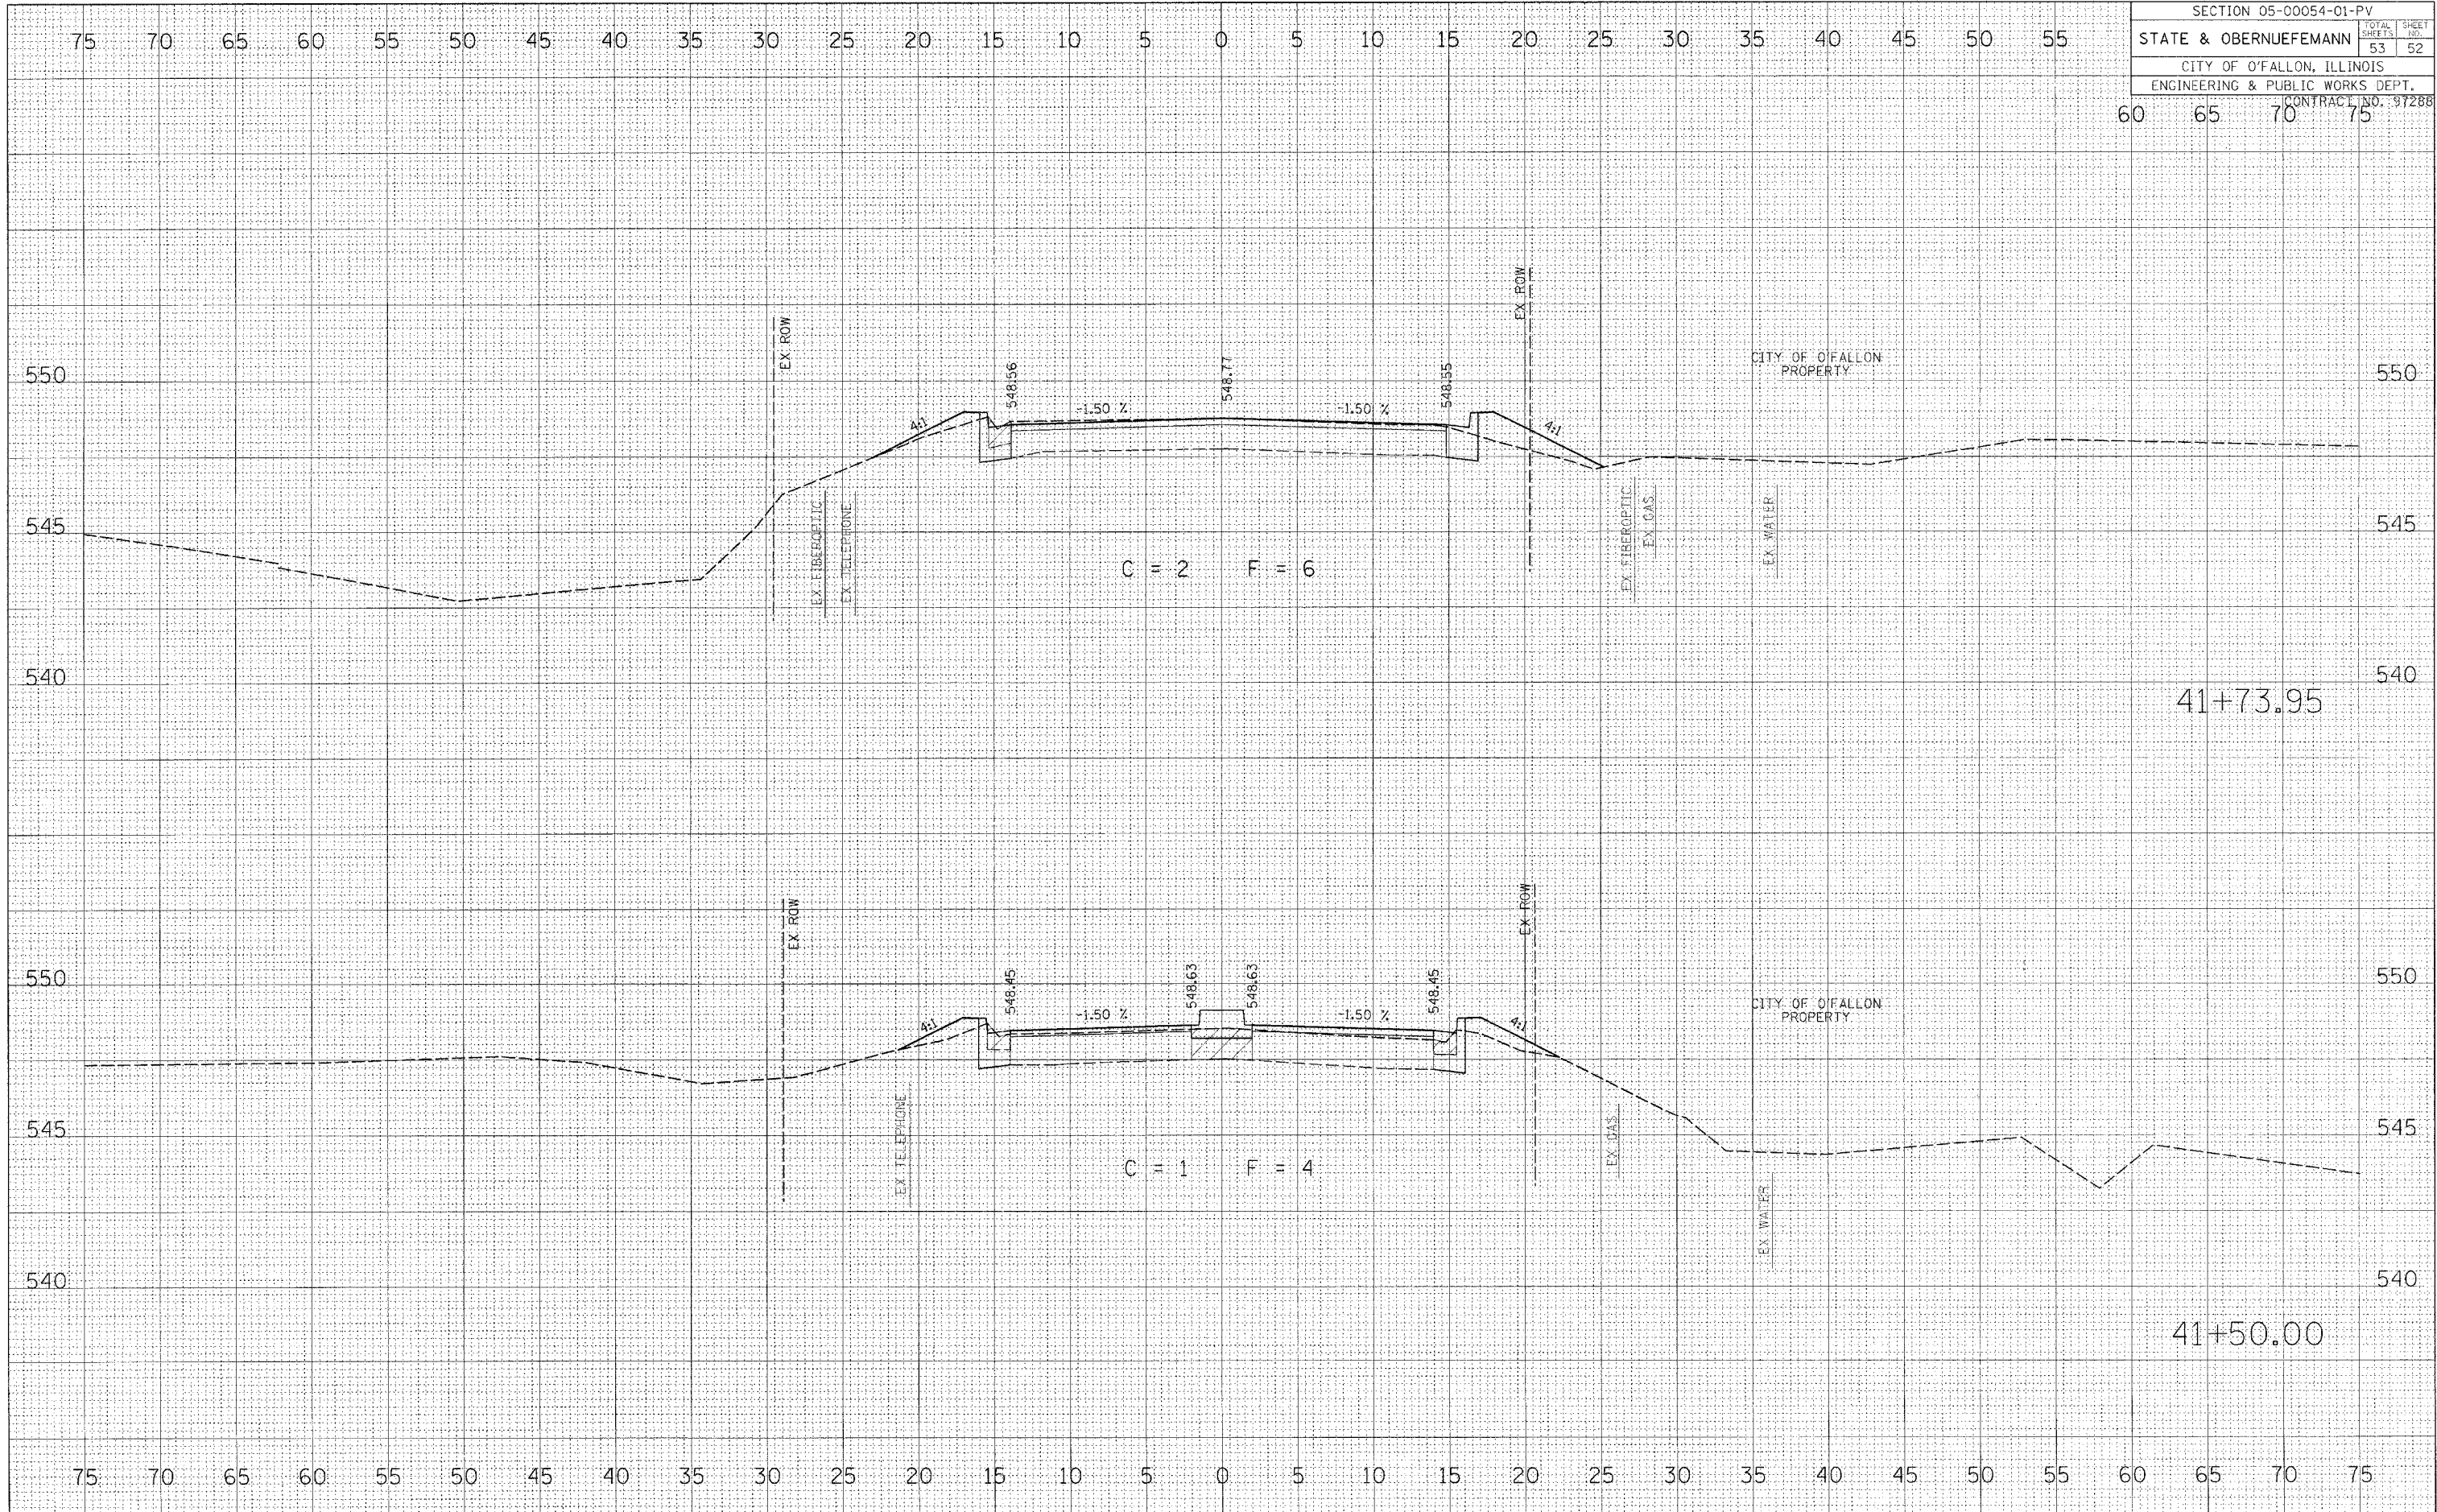 SECTION 05-00054-01-PV
STATE & OBERNUEFEMANN
TOTAL SHEETS
SHEET NO.
53 52
CITY OF O'FALLON, ILLINOIS
ENGINEERING & PUBLIC WORKS DEPT.
CONTRACT NO. 97288
75 70 65 60 55 50 45 40 35 30 25 20 15 10 5 0 5 10 15 20 25 30 35 40 45 50 55
60 65 70 75
EX ROW
EX ROW
548.56
548.77
548.55
CITY OF O'FALLON
PROPERTY
550
550
4:1
-1.50 %
-1.50 %
4:1
EX FIBEROPTIC
EX TELEPHONE
EX FIBEROPTIC
EX GAS
EX WATER
545
545
C = 2 F = 6
540
540
41+73.95
EX ROW
EX ROW
548.45
548.63
548.63
548.45
CITY OF O'FALLON
PROPERTY
550
550
4:1
-1.50 %
-1.50 %
4:1
EX TELEPHONE
EX GAS
EX WATER
545
545
C = 1 F = 4
540
540
41+50.00
75 70 65 60 55 50 45 40 35 30 25 20 15 10 5 0 5 10 15 20 25 30 35 40 45 50 55 60 65 70 75